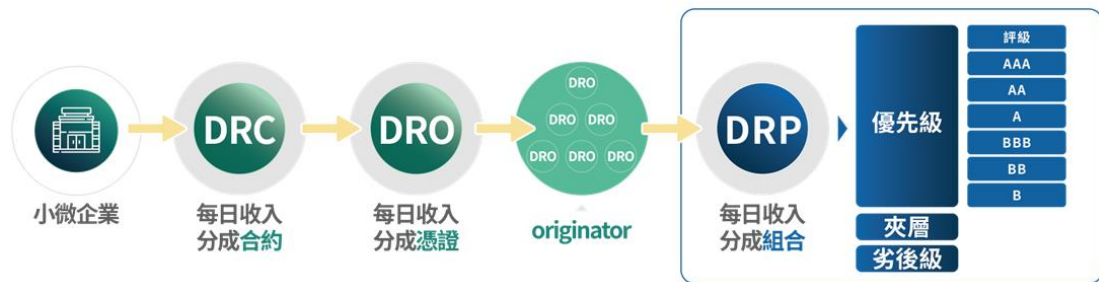 小微企業
DRC
每日收入
分成合約
DRO
每日收入
分成憑證
DRO
DRO DRO
DRO DRO DRO
originator
DRP
每日收入
分成組合
優先級
評級
AAA
AA
A
BBB
BB
B
夾層
劣後級